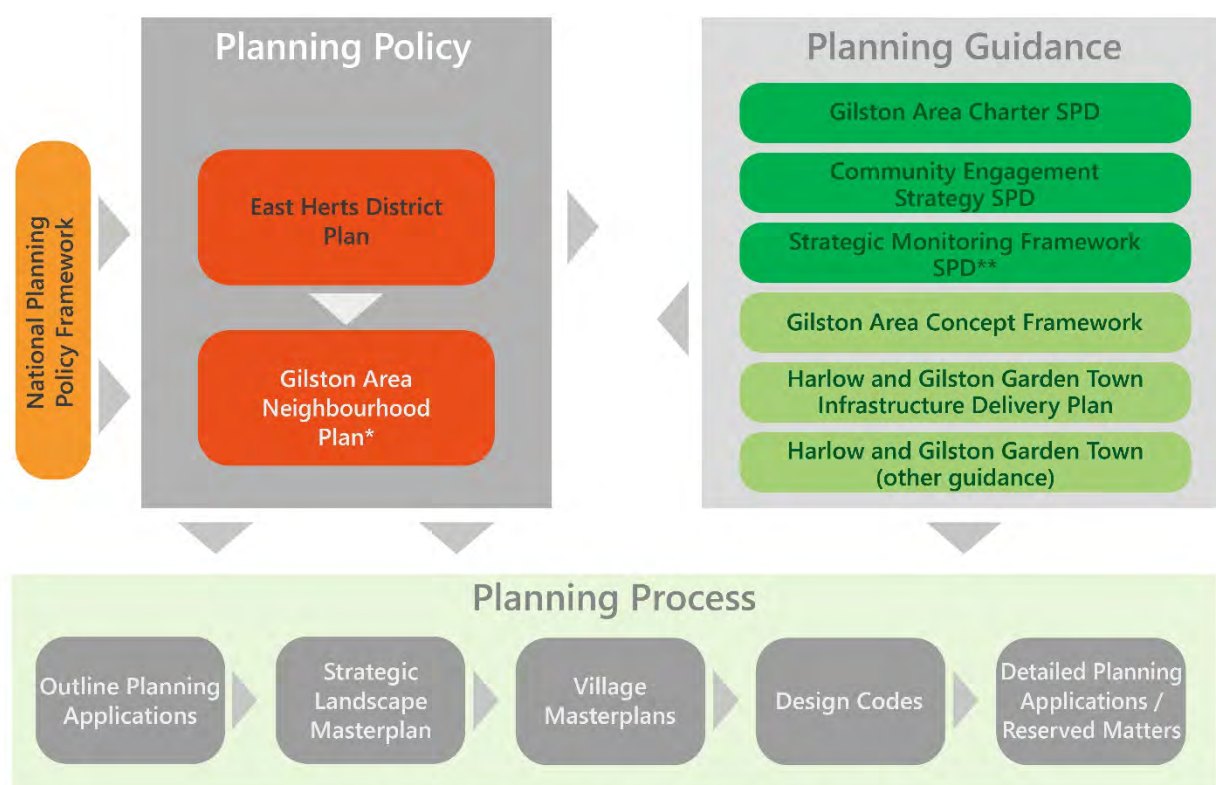 Planning Policy
Planning Guidance
National Planning
Policy Framework
East Herts District
Plan
Gilston Area
Neighbourhood
Plan*
Gilston Area Charter SPD
Community Engagement
Strategy SPD
Strategic Monitoring Framework
SPD**
Gilston Area Concept Framework
Harlow and Gilston Garden Town
Infrastructure Delivery Plan
Harlow and Gilston Garden Town
(other guidance)
Planning Process
Outline Planning
Applications
Strategic
Landscape
Masterplan
Village
Masterplans
Design Codes
Detailed Planning
Applications /
Reserved Matters